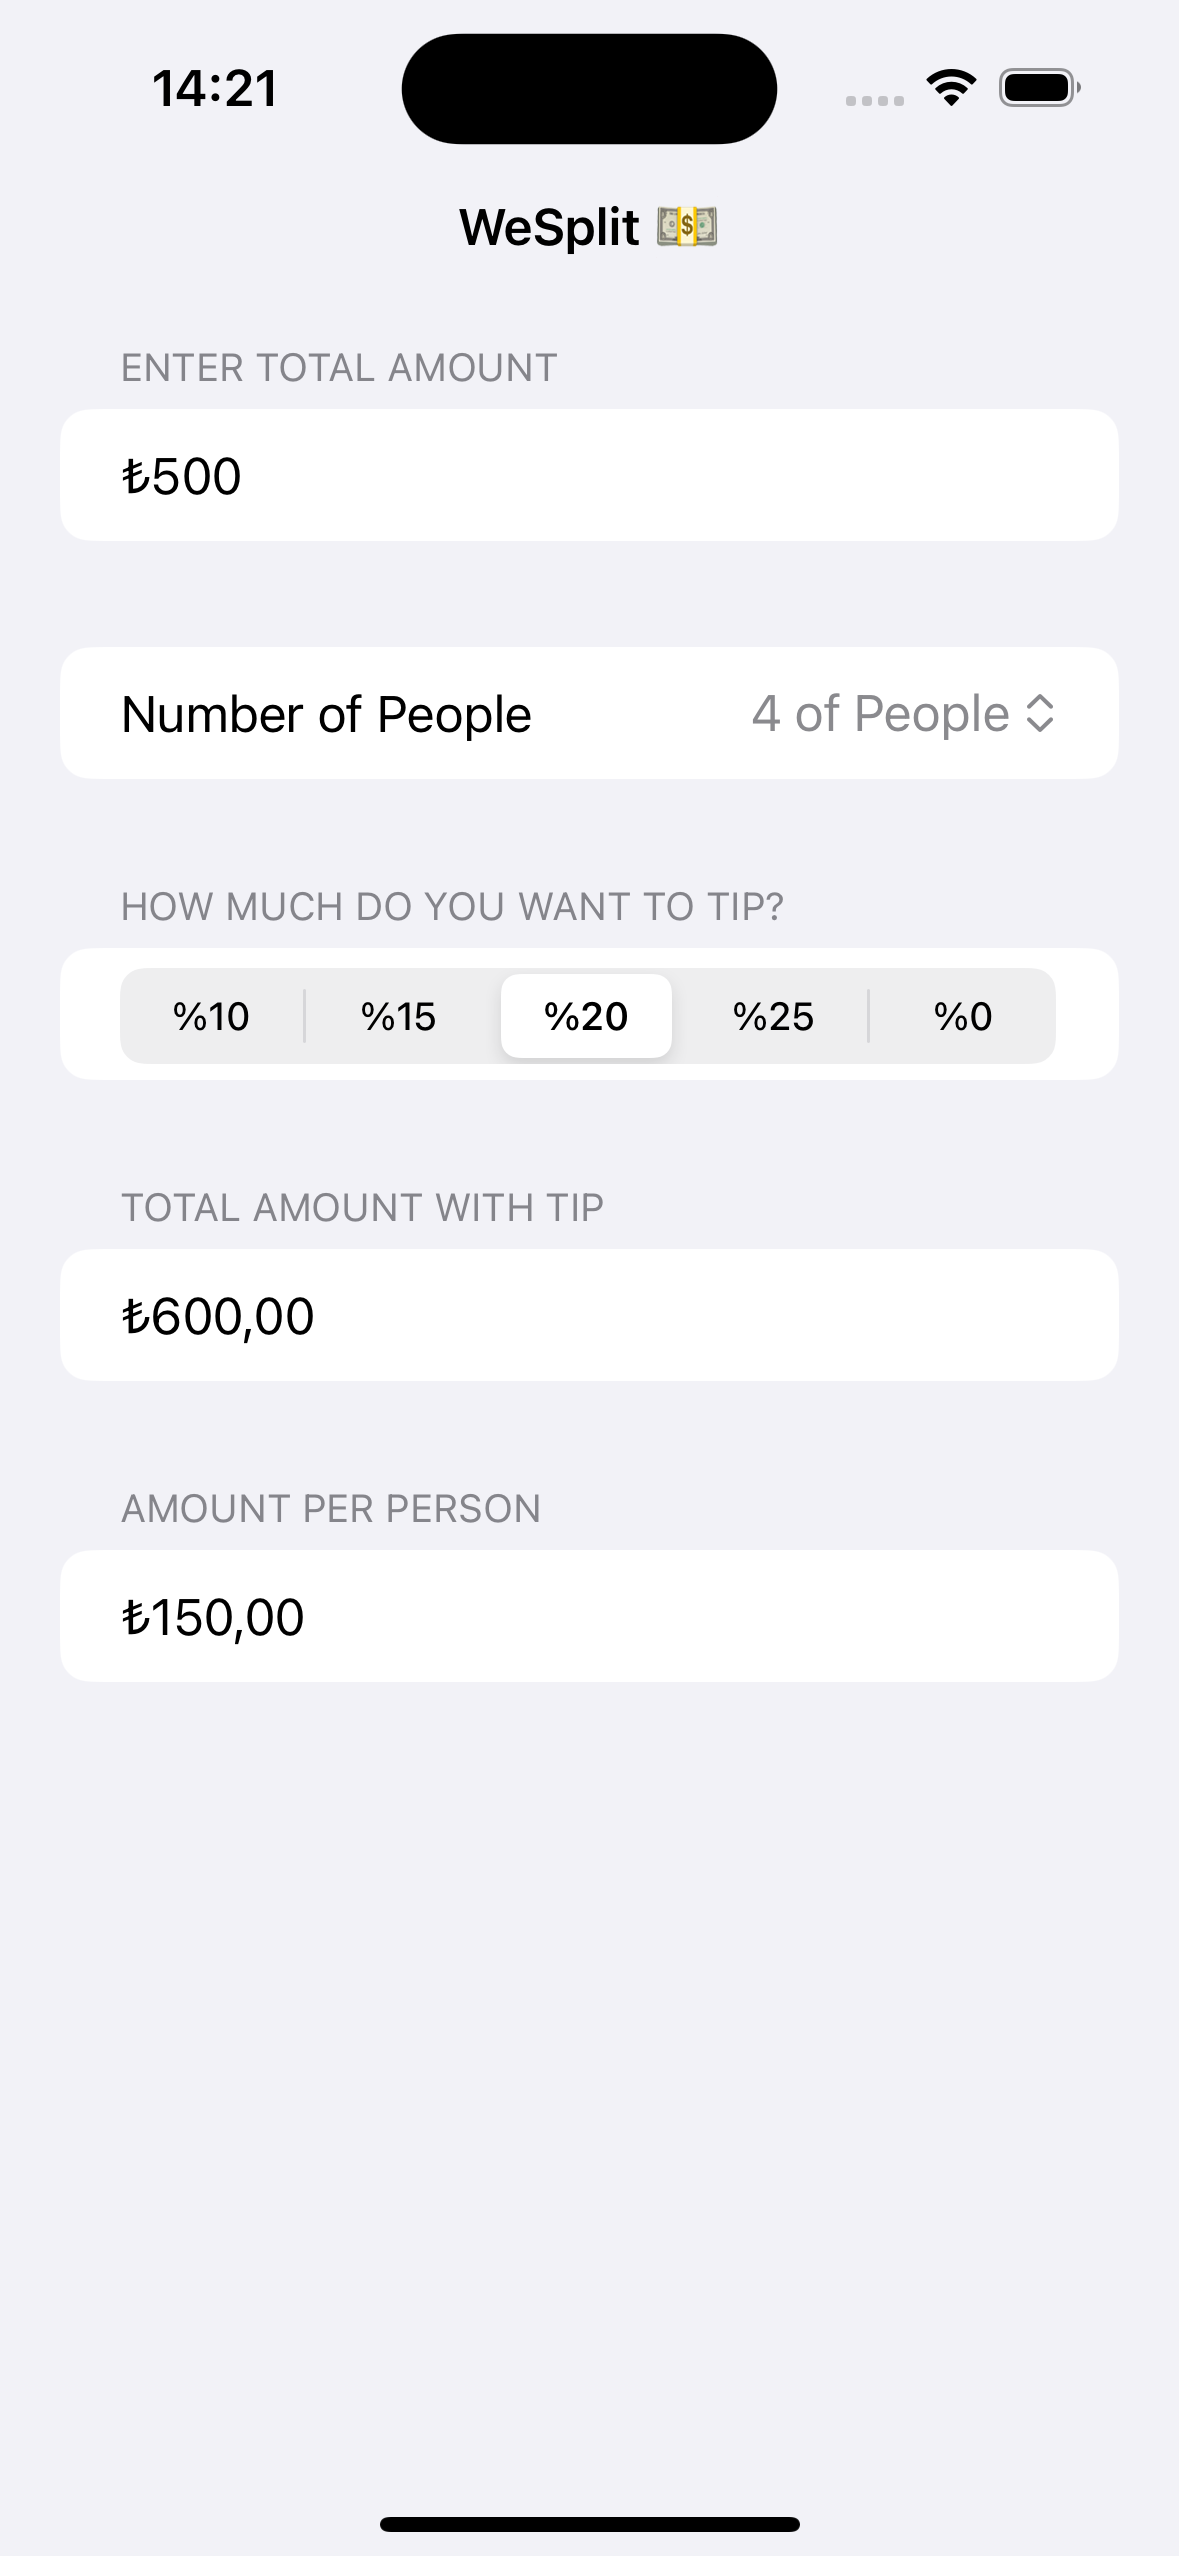 14:21
WeSplit 💵
ENTER TOTAL AMOUNT
₺500
Number of People 4 of People
HOW MUCH DO YOU WANT TO TIP?
%10 %15 %20 %25 %0
TOTAL AMOUNT WITH TIP
₺600,00
AMOUNT PER PERSON
₺150,00